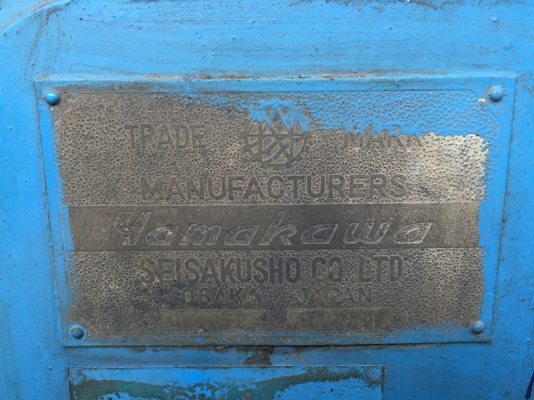 TRADE MARK
MANUFACTURERS
Yamakawa
SEISAKUSHO CO. LTD
OSAKA JAPAN